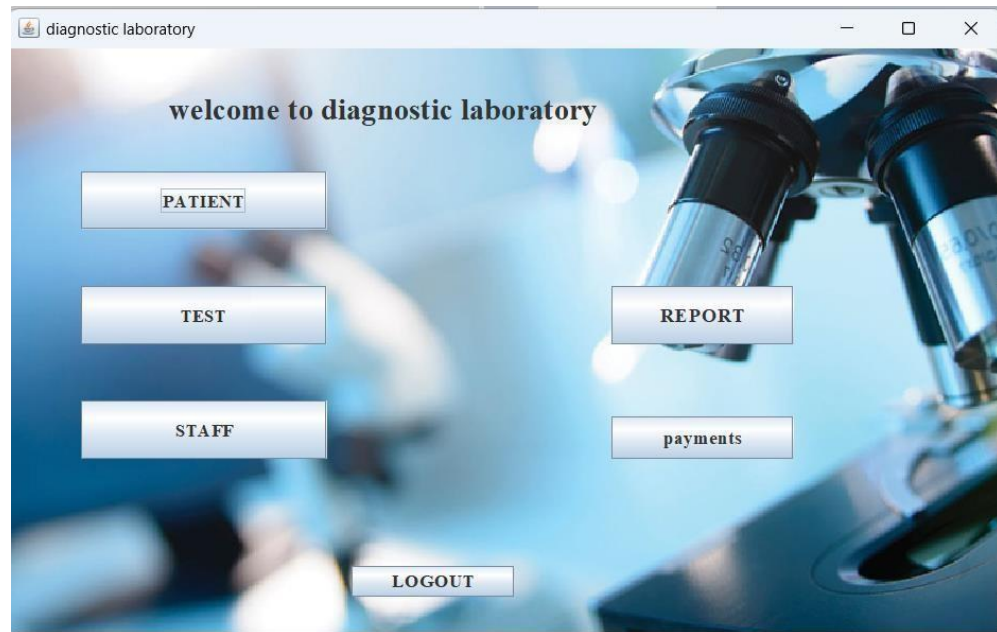 diagnostic laboratory
welcome to diagnostic laboratory
PATIENT
TEST
REPORT
STAFF
payments
LOGOUT